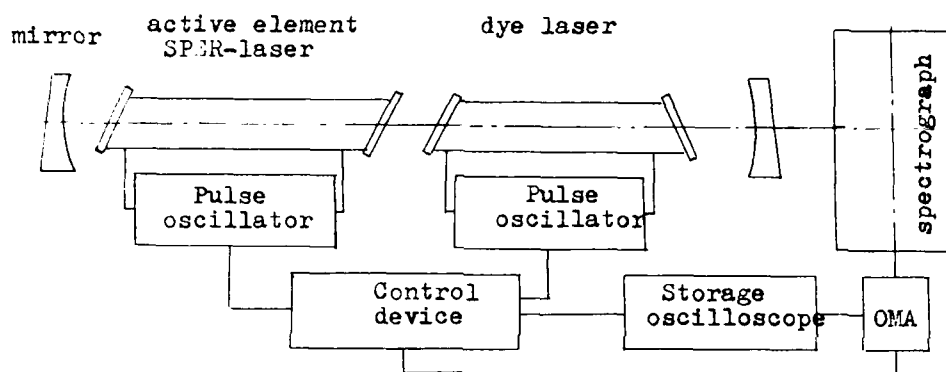 mirror
active element
SPER-laser
dye laser
spectrograph
Pulse
oscillator
Pulse
oscillator
Control
device
Storage
oscilloscope
OMA